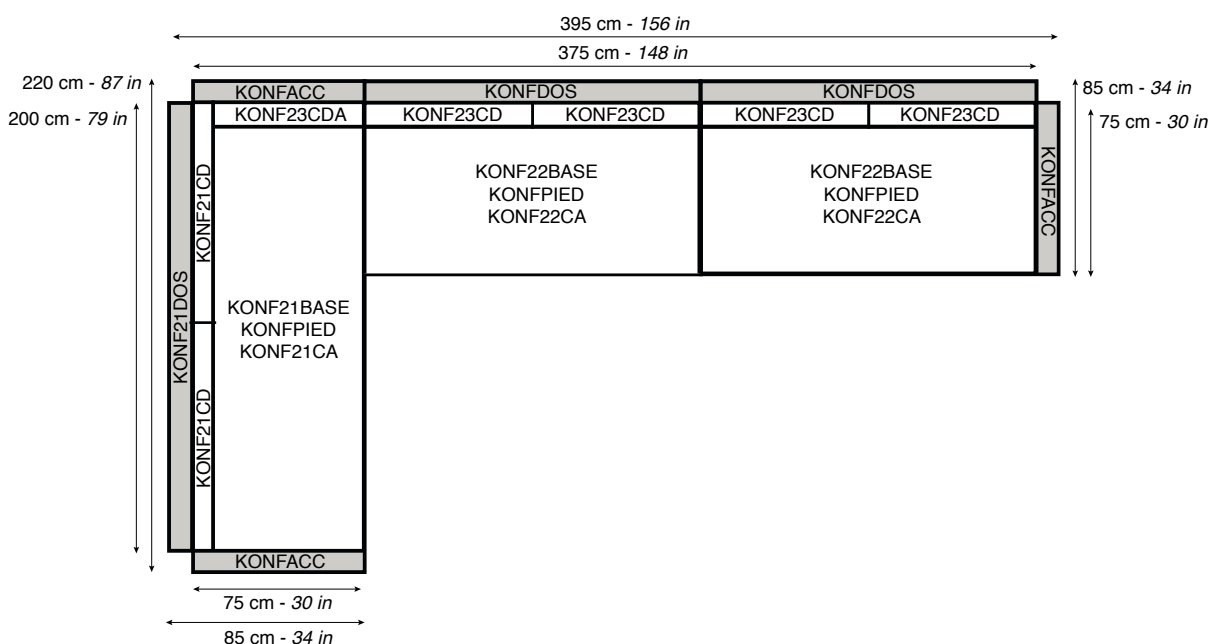 395 cm - 156 in
375 cm - 148 in
220 cm - 87 in
200 cm - 79 in
85 cm - 34 in
75 cm - 30 in
KONFACC
KONFDOS
KONFDOS
KONF23CDA
KONF23CD
KONF23CD
KONF23CD
KONF23CD
KONF21DOS
KONF21CD
KONF21CD
KONF22BASE
KONFPIED
KONF22CA
KONF22BASE
KONFPIED
KONF22CA
KONFACC
KONF21BASE
KONFPIED
KONF21CA
KONFACC
75 cm - 30 in
85 cm - 34 in